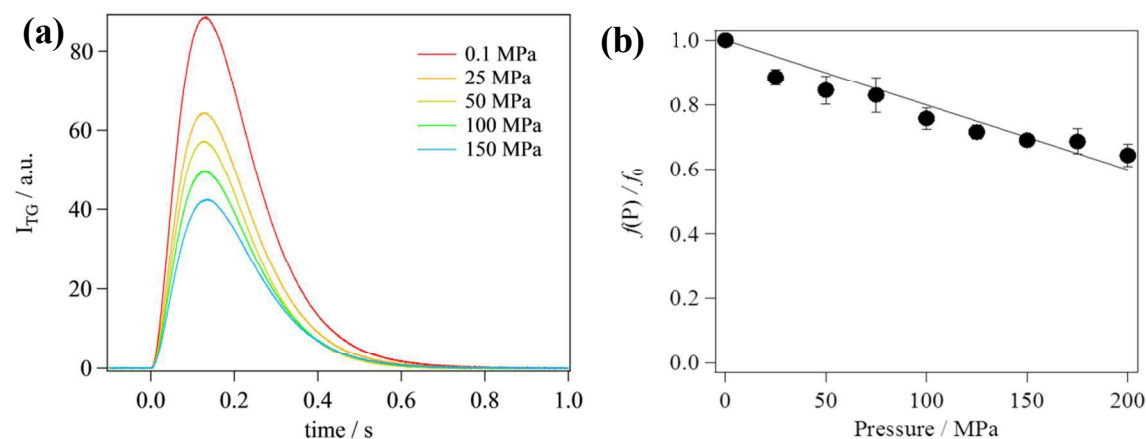 (a)
80
60
40
20
0
I_TG / a.u.
0.1 MPa
25 MPa
50 MPa
100 MPa
150 MPa
0.0 0.2 0.4 0.6 0.8 1.0
time / s
(b)
1.0
0.8
0.6
0.4
0.2
0.0
f(P) / f₀
0 50 100 150 200
Pressure / MPa